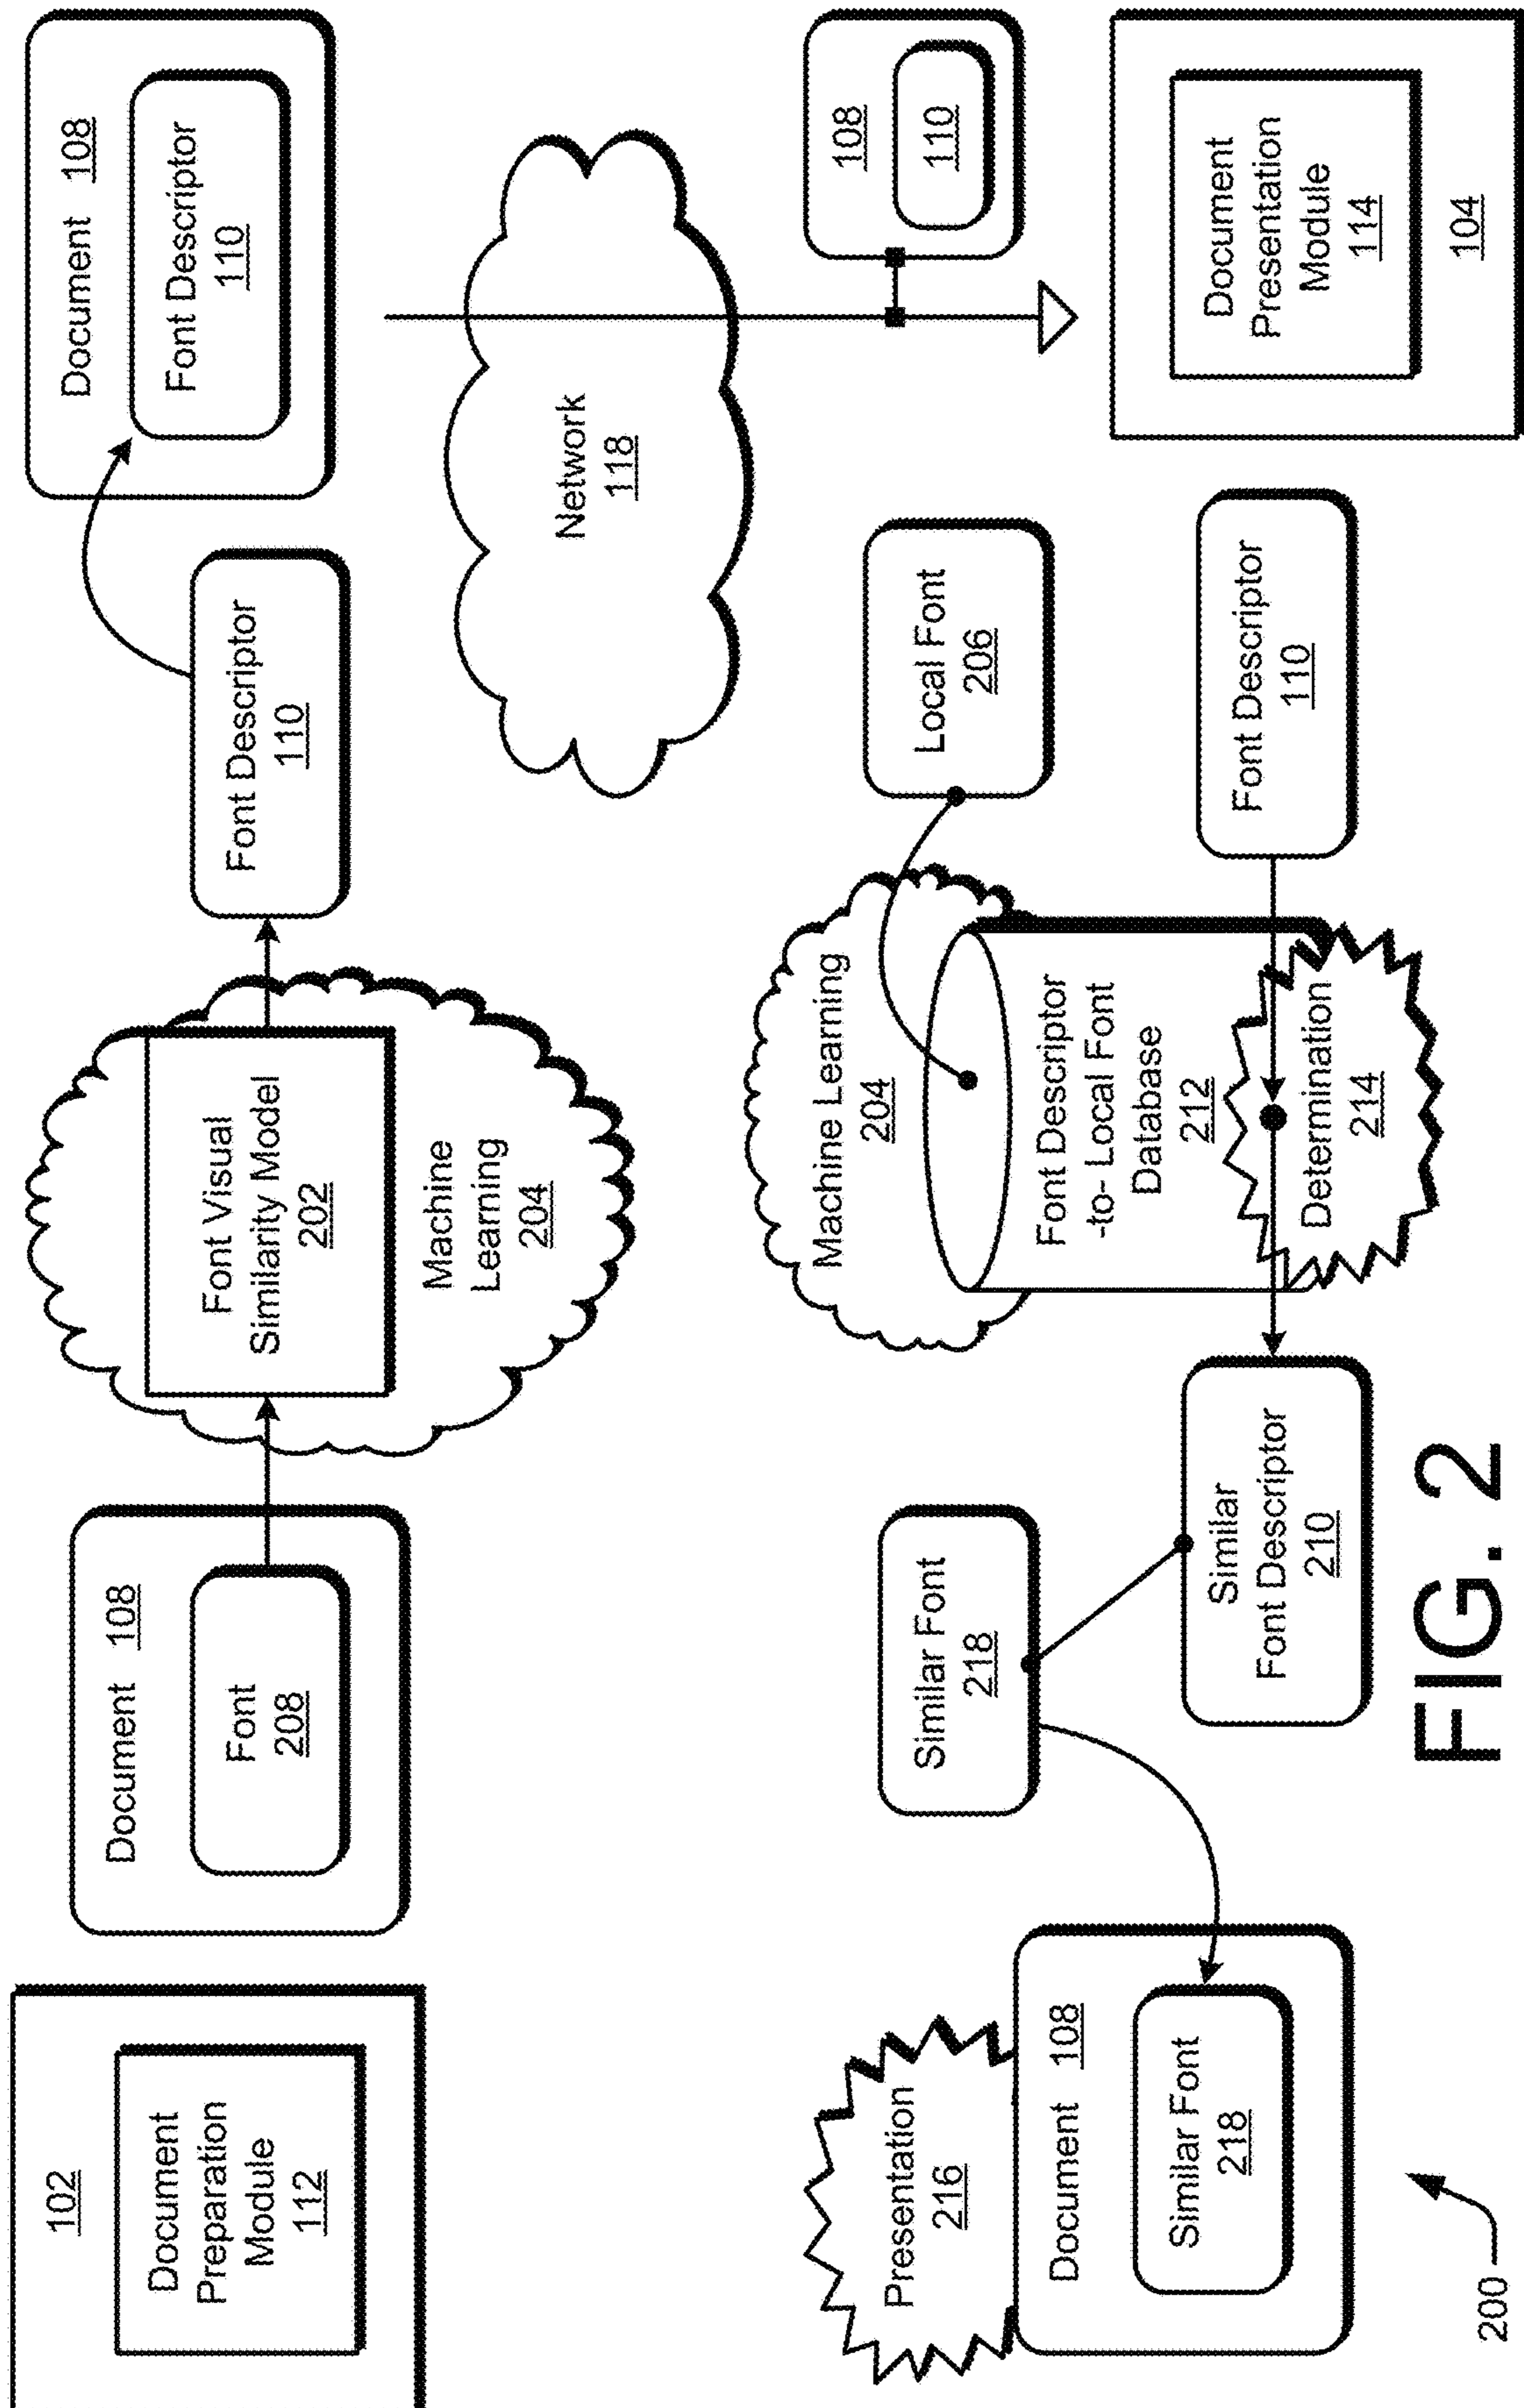 102
Document
Preparation
Module
112
Document 108
Font
208
Font Visual
Similarity Model
202
Machine
Learning
204
Font Descriptor
110
Document 108
Font Descriptor
110
Network
118
108
110
Presentation
216
Document 108
Similar Font
218
Similar Font
218
Similar
Font Descriptor
210
Machine Learning
204
Font Descriptor
-to- Local Font
Database
212
Determination
214
Local Font
206
Font Descriptor
110
Document
Presentation
Module
114
104
200
FIG. 2